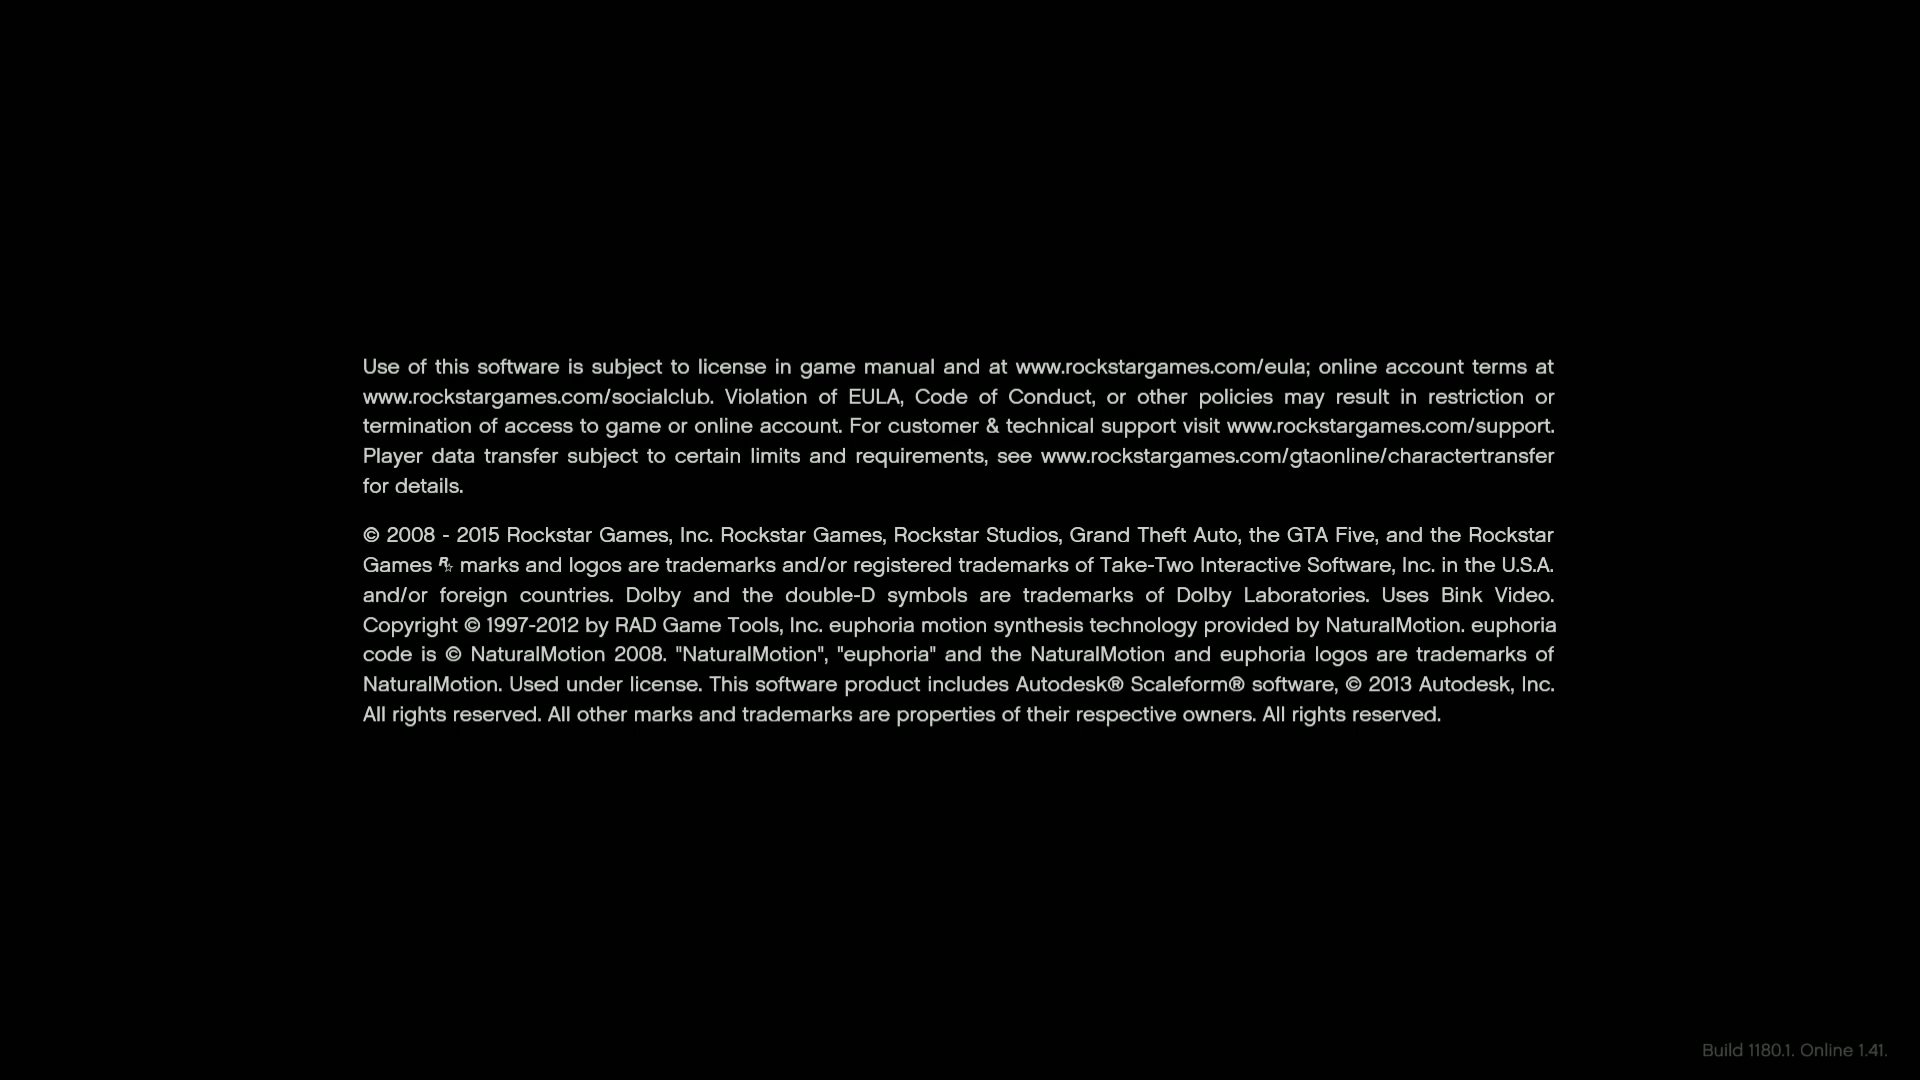 Use of this software is subject to license in game manual and at www.rockstargames.com/eula; online account terms at
www.rockstargames.com/socialclub. Violation of EULA, Code of Conduct, or other policies may result in restriction or
termination of access to game or online account. For customer & technical support visit www.rockstargames.com/support.
Player data transfer subject to certain limits and requirements, see www.rockstargames.com/gtaonline/charactertransfer
for details.
© 2008 - 2015 Rockstar Games, Inc. Rockstar Games, Rockstar Studios, Grand Theft Auto, the GTA Five, and the Rockstar
Games R☆ marks and logos are trademarks and/or registered trademarks of Take-Two Interactive Software, Inc. in the U.S.A.
and/or foreign countries. Dolby and the double-D symbols are trademarks of Dolby Laboratories. Uses Bink Video.
Copyright © 1997-2012 by RAD Game Tools, Inc. euphoria motion synthesis technology provided by NaturalMotion. euphoria
code is © NaturalMotion 2008. "NaturalMotion", "euphoria" and the NaturalMotion and euphoria logos are trademarks of
NaturalMotion. Used under license. This software product includes Autodesk® Scaleform® software, © 2013 Autodesk, Inc.
All rights reserved. All other marks and trademarks are properties of their respective owners. All rights reserved.
Build 1180.1. Online 1.41.